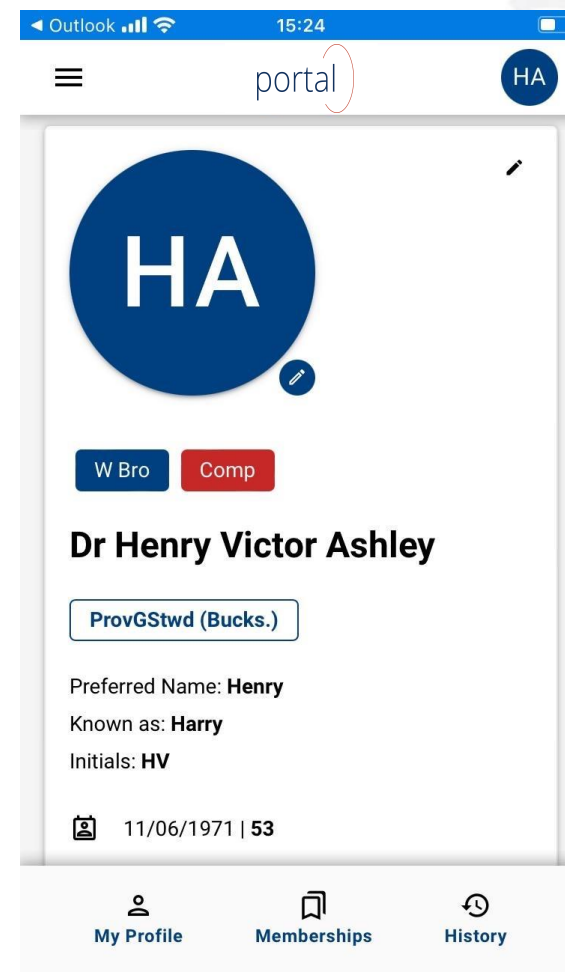 Outlook 15:24
portal HA
HA
W Bro Comp
Dr Henry Victor Ashley
ProvGStwd (Bucks.)
Preferred Name: Henry
Known as: Harry
Initials: HV
11/06/1971 | 53
My Profile Memberships History